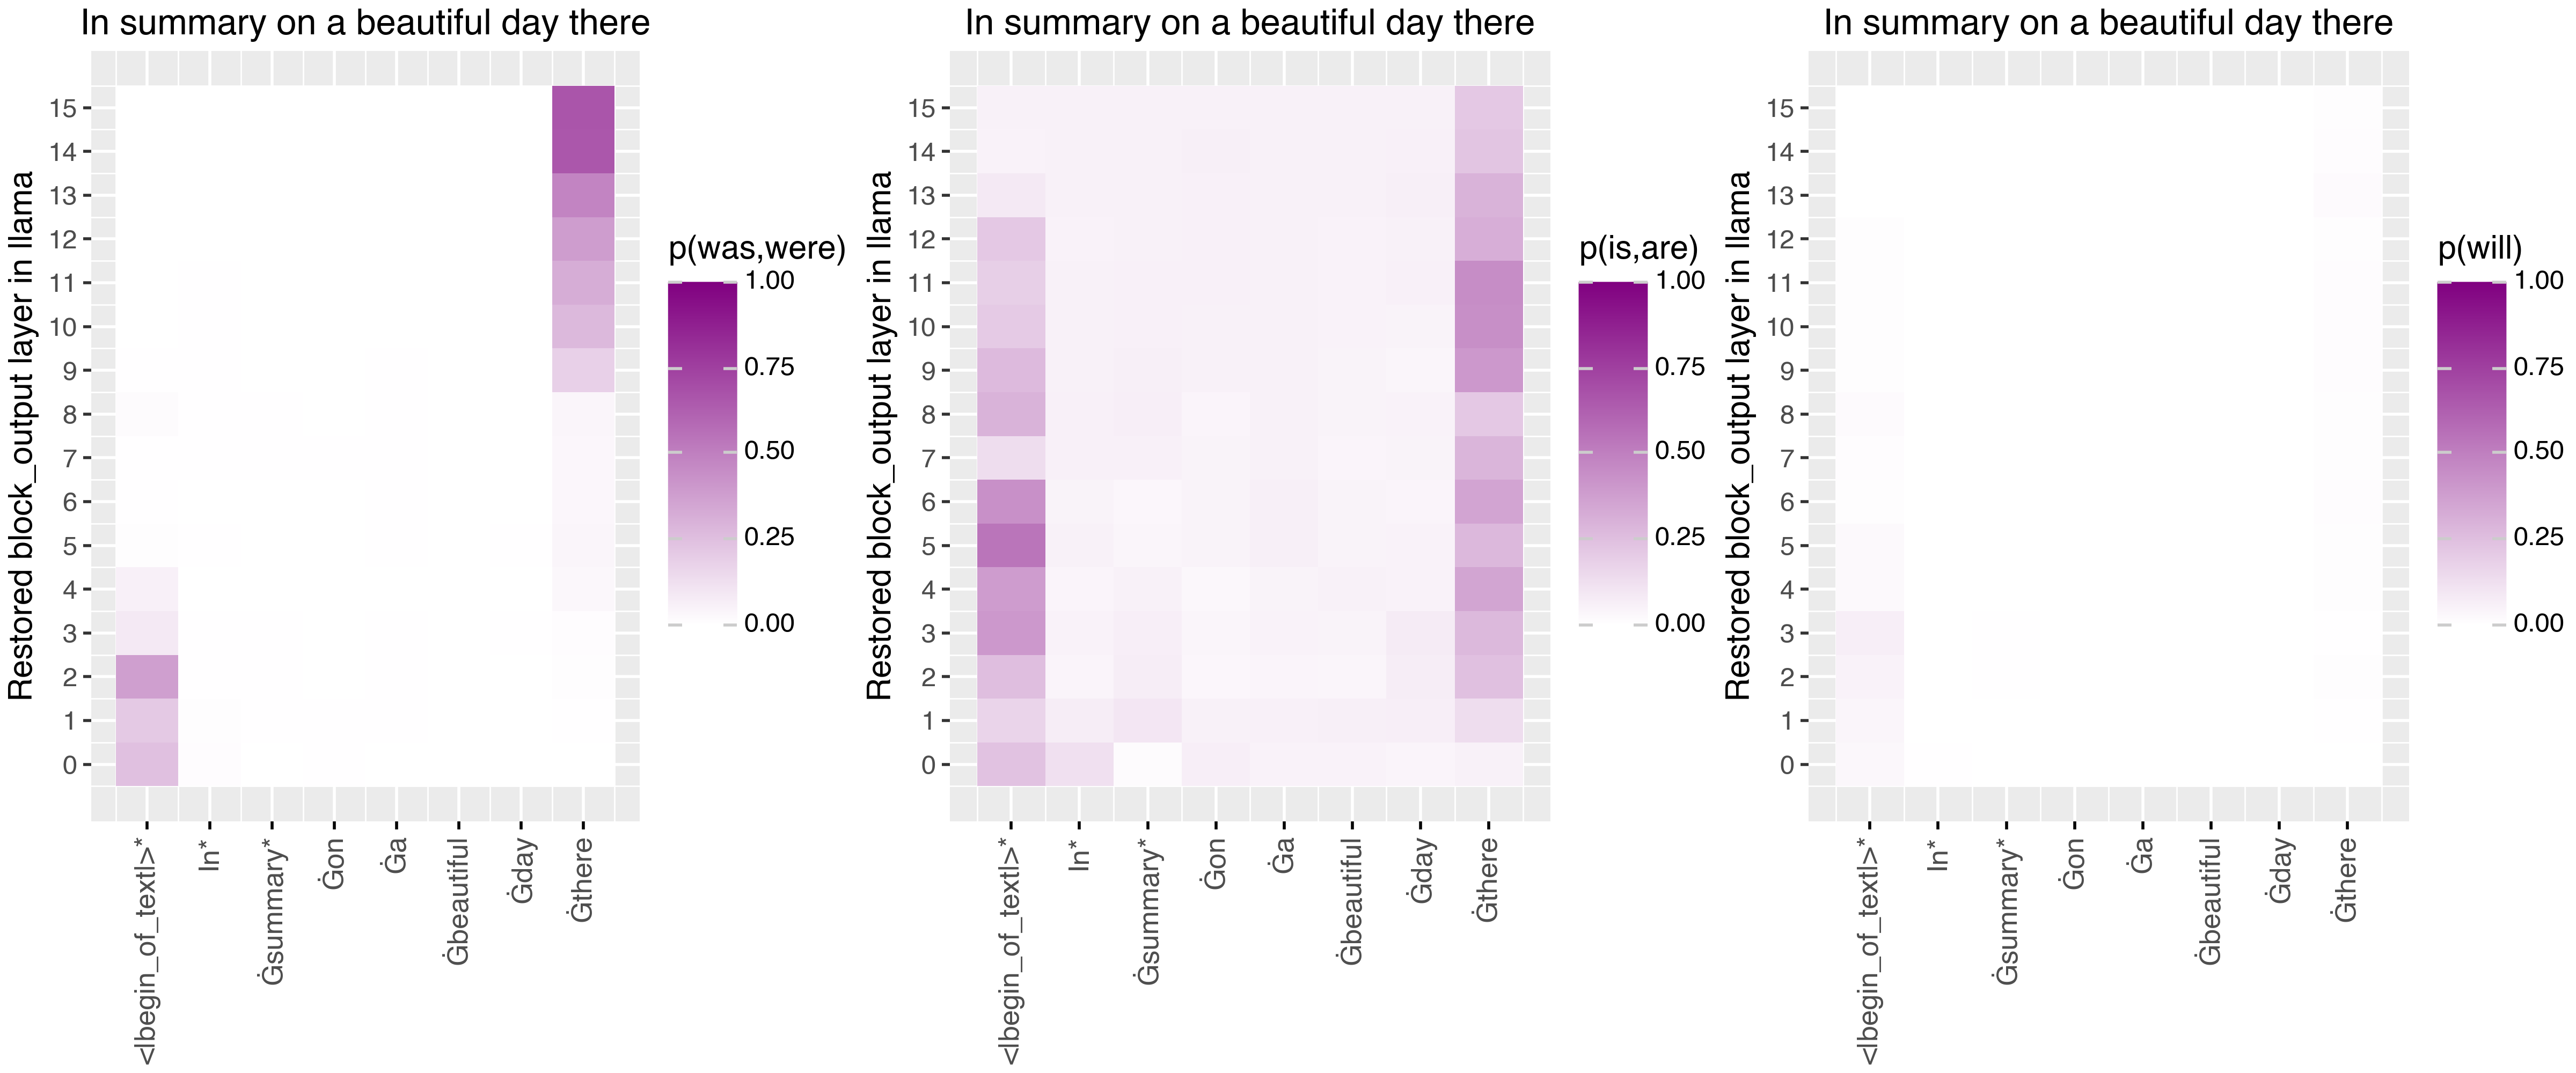 In summary on a beautiful day there
Restored block_output layer in llama
15
14
13
12
11
10
9
8
7
6
5
4
3
2
1
0
<|begin_of_text|>*
In*
Ġsummary*
Ġon
Ġa
Ġbeautiful
Ġday
Ġthere
p(was,were)
1.00
0.75
0.50
0.25
0.00
In summary on a beautiful day there
Restored block_output layer in llama
15
14
13
12
11
10
9
8
7
6
5
4
3
2
1
0
<|begin_of_text|>*
In*
Ġsummary*
Ġon
Ġa
Ġbeautiful
Ġday
Ġthere
p(is,are)
1.00
0.75
0.50
0.25
0.00
In summary on a beautiful day there
Restored block_output layer in llama
15
14
13
12
11
10
9
8
7
6
5
4
3
2
1
0
<|begin_of_text|>*
In*
Ġsummary*
Ġon
Ġa
Ġbeautiful
Ġday
Ġthere
p(will)
1.00
0.75
0.50
0.25
0.00